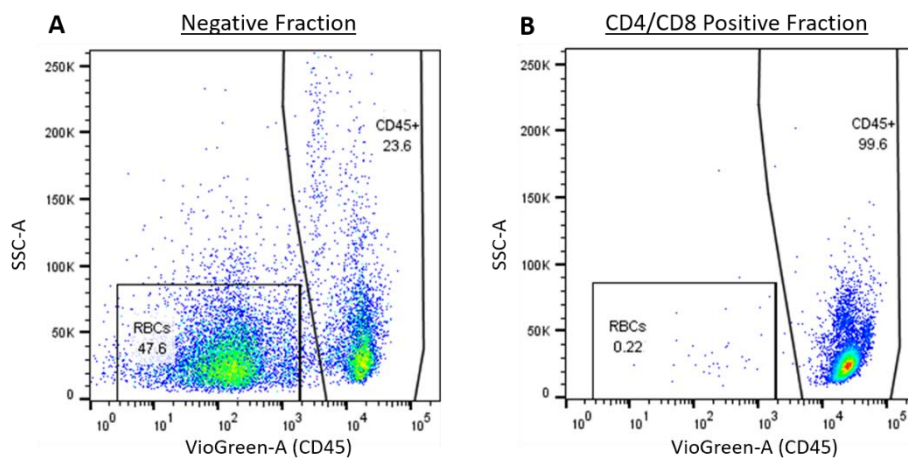 A Negative Fraction
250K
200K
150K
100K
50K
0
CD45+
23.6
RBCs
47.6
10^0 10^1 10^2 10^3 10^4 10^5
SSC-A
VioGreen-A (CD45)
B CD4/CD8 Positive Fraction
250K
200K
150K
100K
50K
0
CD45+
99.6
RBCs
0.22
10^0 10^1 10^2 10^3 10^4 10^5
SSC-A
VioGreen-A (CD45)